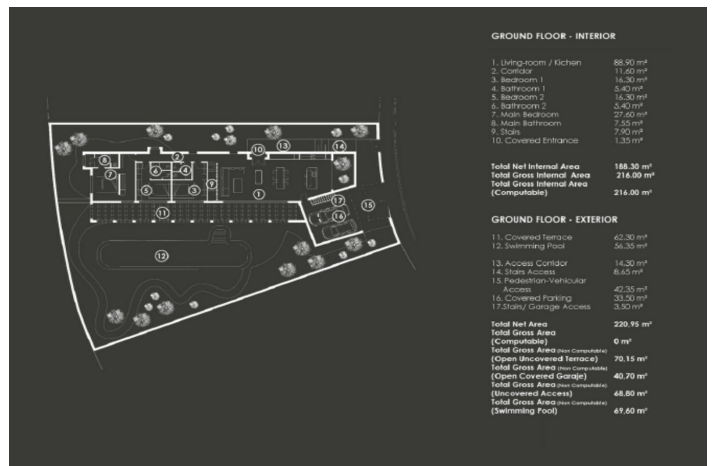 GROUND FLOOR - INTERIOR
1. Living-room / Kichen 88.90 m²
2. Corridor 11,60 m²
3. Bedroom 1 16,30 m²
4. Bathroom 1 5,40 m²
5. Bedroom 2 16,30 m²
6. Bathroom 2 5,40 m²
7. Main Bedroom 27,60 m²
8. Main Bathroom 7,55 m²
9. Stairs 7,90 m²
10. Covered Entrance 1,35 m²
Total Net Internal Area 188.30 m²
Total Gross Internal Area 216.00 m²
Total Gross Internal Area
(Computable) 216.00 m²
GROUND FLOOR - EXTERIOR
11. Covered Terrace 62,30 m²
12. Swimming Pool 56,35 m²
13. Access Corridor 14,30 m²
14. Stairs Access 8,65 m²
15. Pedestrian-Vehicular
Access 42,35 m²
16. Covered Parking 33,50 m²
17.Stairs/ Garage Access 3,50 m²
Total Net Area 220,95 m²
Total Gross Area
(Computable) 0 m²
Total Gross Area (Non Computable)
(Open Uncovered Terrace) 70,15 m²
Total Gross Area (Non Computable)
(Open Covered Garaje) 40,70 m²
Total Gross Area (Non Computable)
(Uncovered Access) 68,80 m²
Total Gross Area (Non Computable)
(Swimming Pool) 69,60 m²
13
14
10
2
8
6
4
7
5
3
9
1
17
16
15
11
12